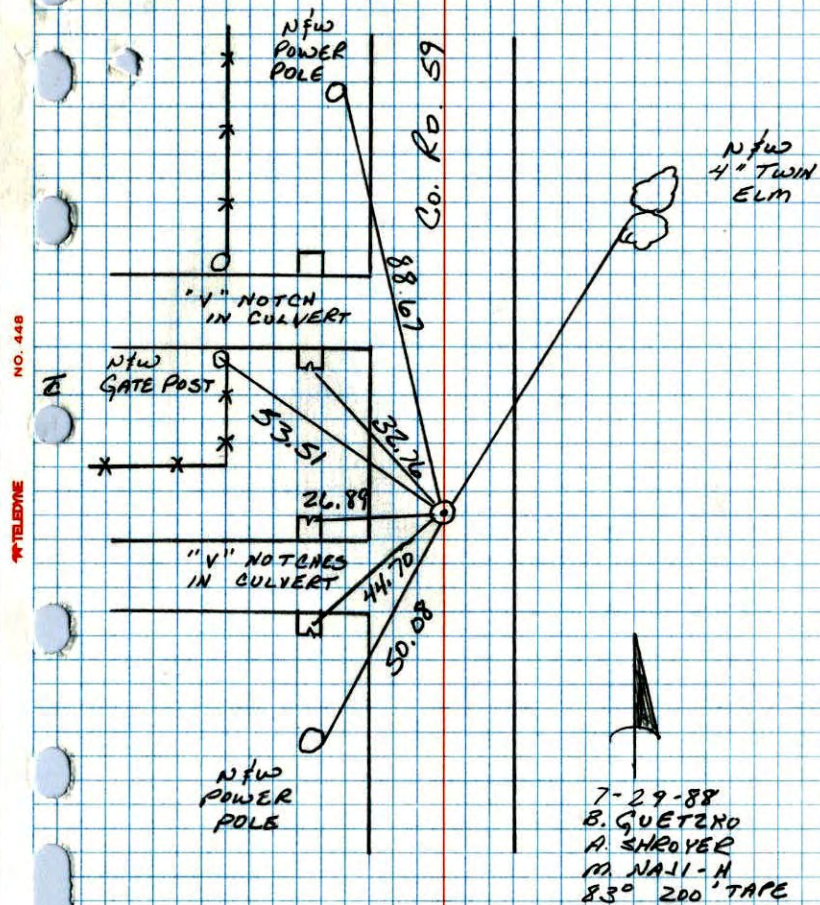 N&W
POWER
POLE
Co. RD. 59
N&W
4" TWIN
ELM
88.67
"V" NOTCH
IN CULVERT
N&W
GATE POST
53.51
32.76
26.89
"V" NOTCHES
IN CULVERT
44.70
50.08
N&W
POWER
POLE
7-29-88
B. GUETZKO
A. SHROYER
M. NAJI-H
83° 200' TAPE
NO. 448
TELEDYNE